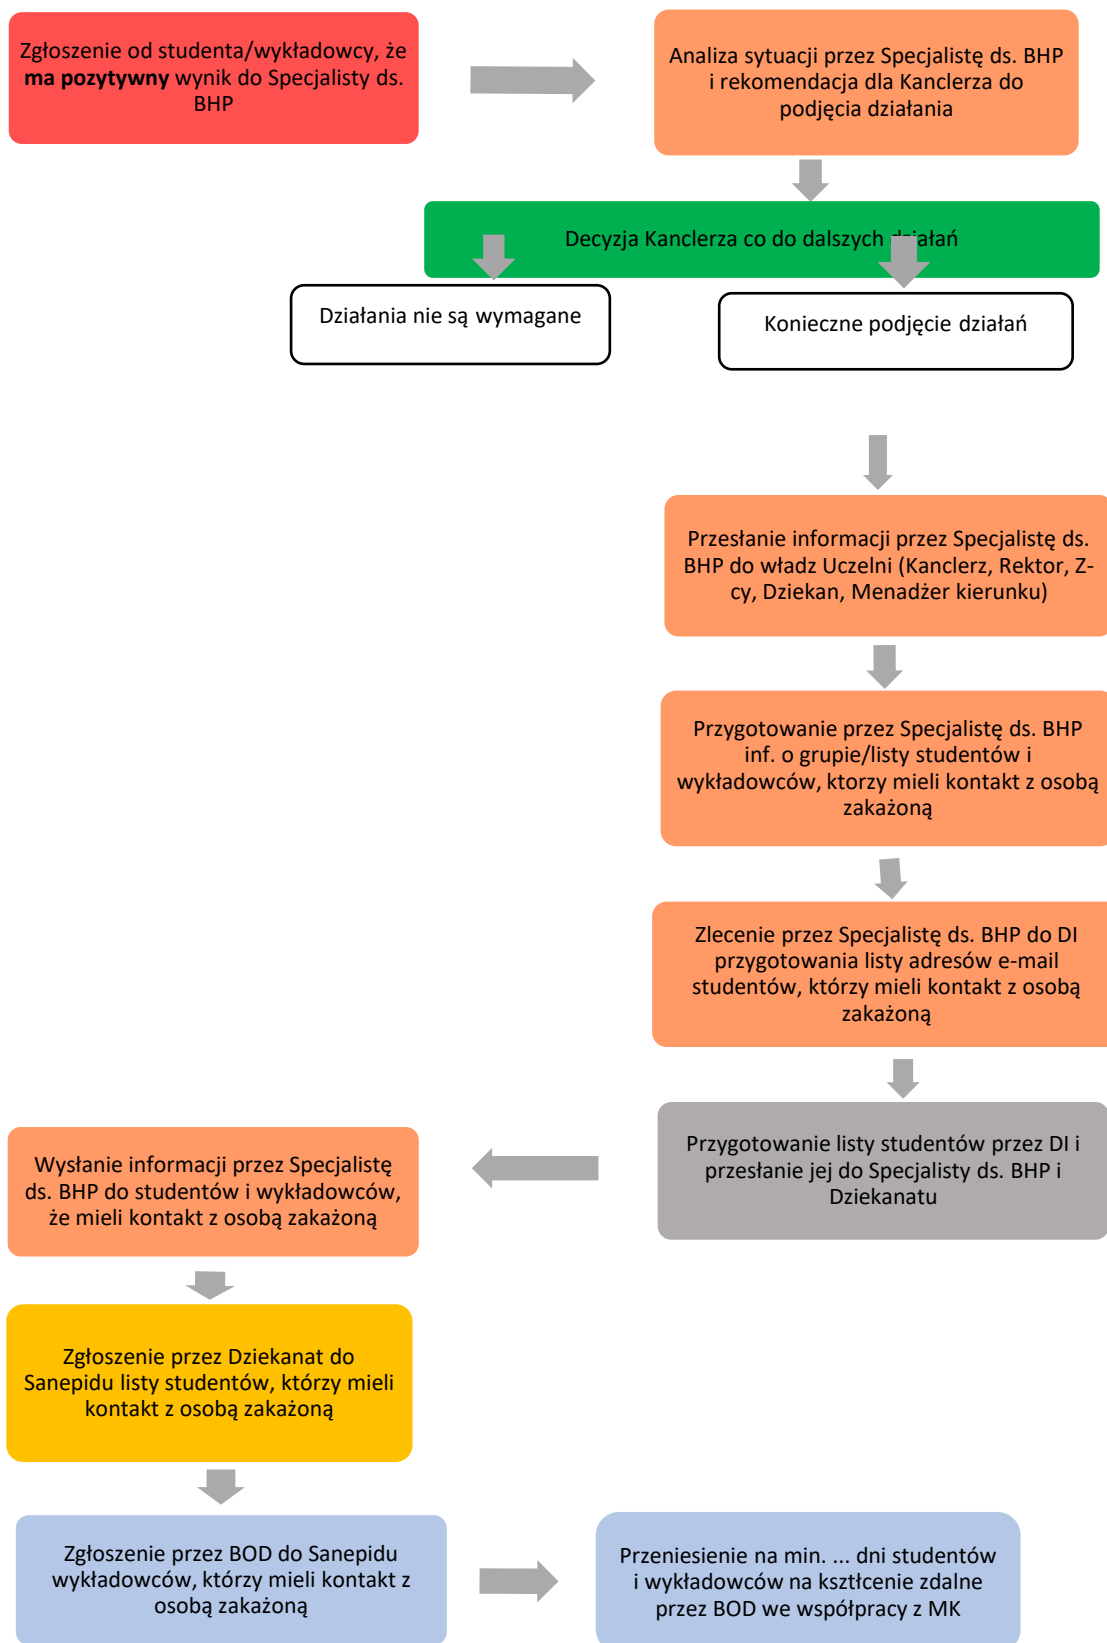 Zgłoszenie od studenta/wykładowcy, że
ma pozytywny wynik do Specjalisty ds.
BHP
Analiza sytuacji przez Specjalistę ds. BHP
i rekomendacja dla Kanclerza do
podjęcia działania
Decyzja Kanclerza co do dalszych działań
Działania nie są wymagane
Konieczne podjęcie działań
Przesłanie informacji przez Specjalistę ds.
BHP do władz Uczelni (Kanclerz, Rektor, Z-
cy, Dziekan, Menadżer kierunku)
Przygotowanie przez Specjalistę ds. BHP
inf. o grupie/listy studentów i
wykładowców, ktorzy mieli kontakt z osobą
zakażoną
Zlecenie przez Specjalistę ds. BHP do DI
przygotowania listy adresów e-mail
studentów, którzy mieli kontakt z osobą
zakażoną
Przygotowanie listy studentów przez DI i
przesłanie jej do Specjalisty ds. BHP i
Dziekanatu
Wysłanie informacji przez Specjalistę
ds. BHP do studentów i wykładowców,
że mieli kontakt z osobą zakażoną
Zgłoszenie przez Dziekanat do
Sanepidu listy studentów, którzy mieli
kontakt z osobą zakażoną
Zgłoszenie przez BOD do Sanepidu
wykładowców, którzy mieli kontakt z
osobą zakażoną
Przeniesienie na min. ... dni studentów
i wykładowców na kształcenie zdalne
przez BOD we współpracy z MK